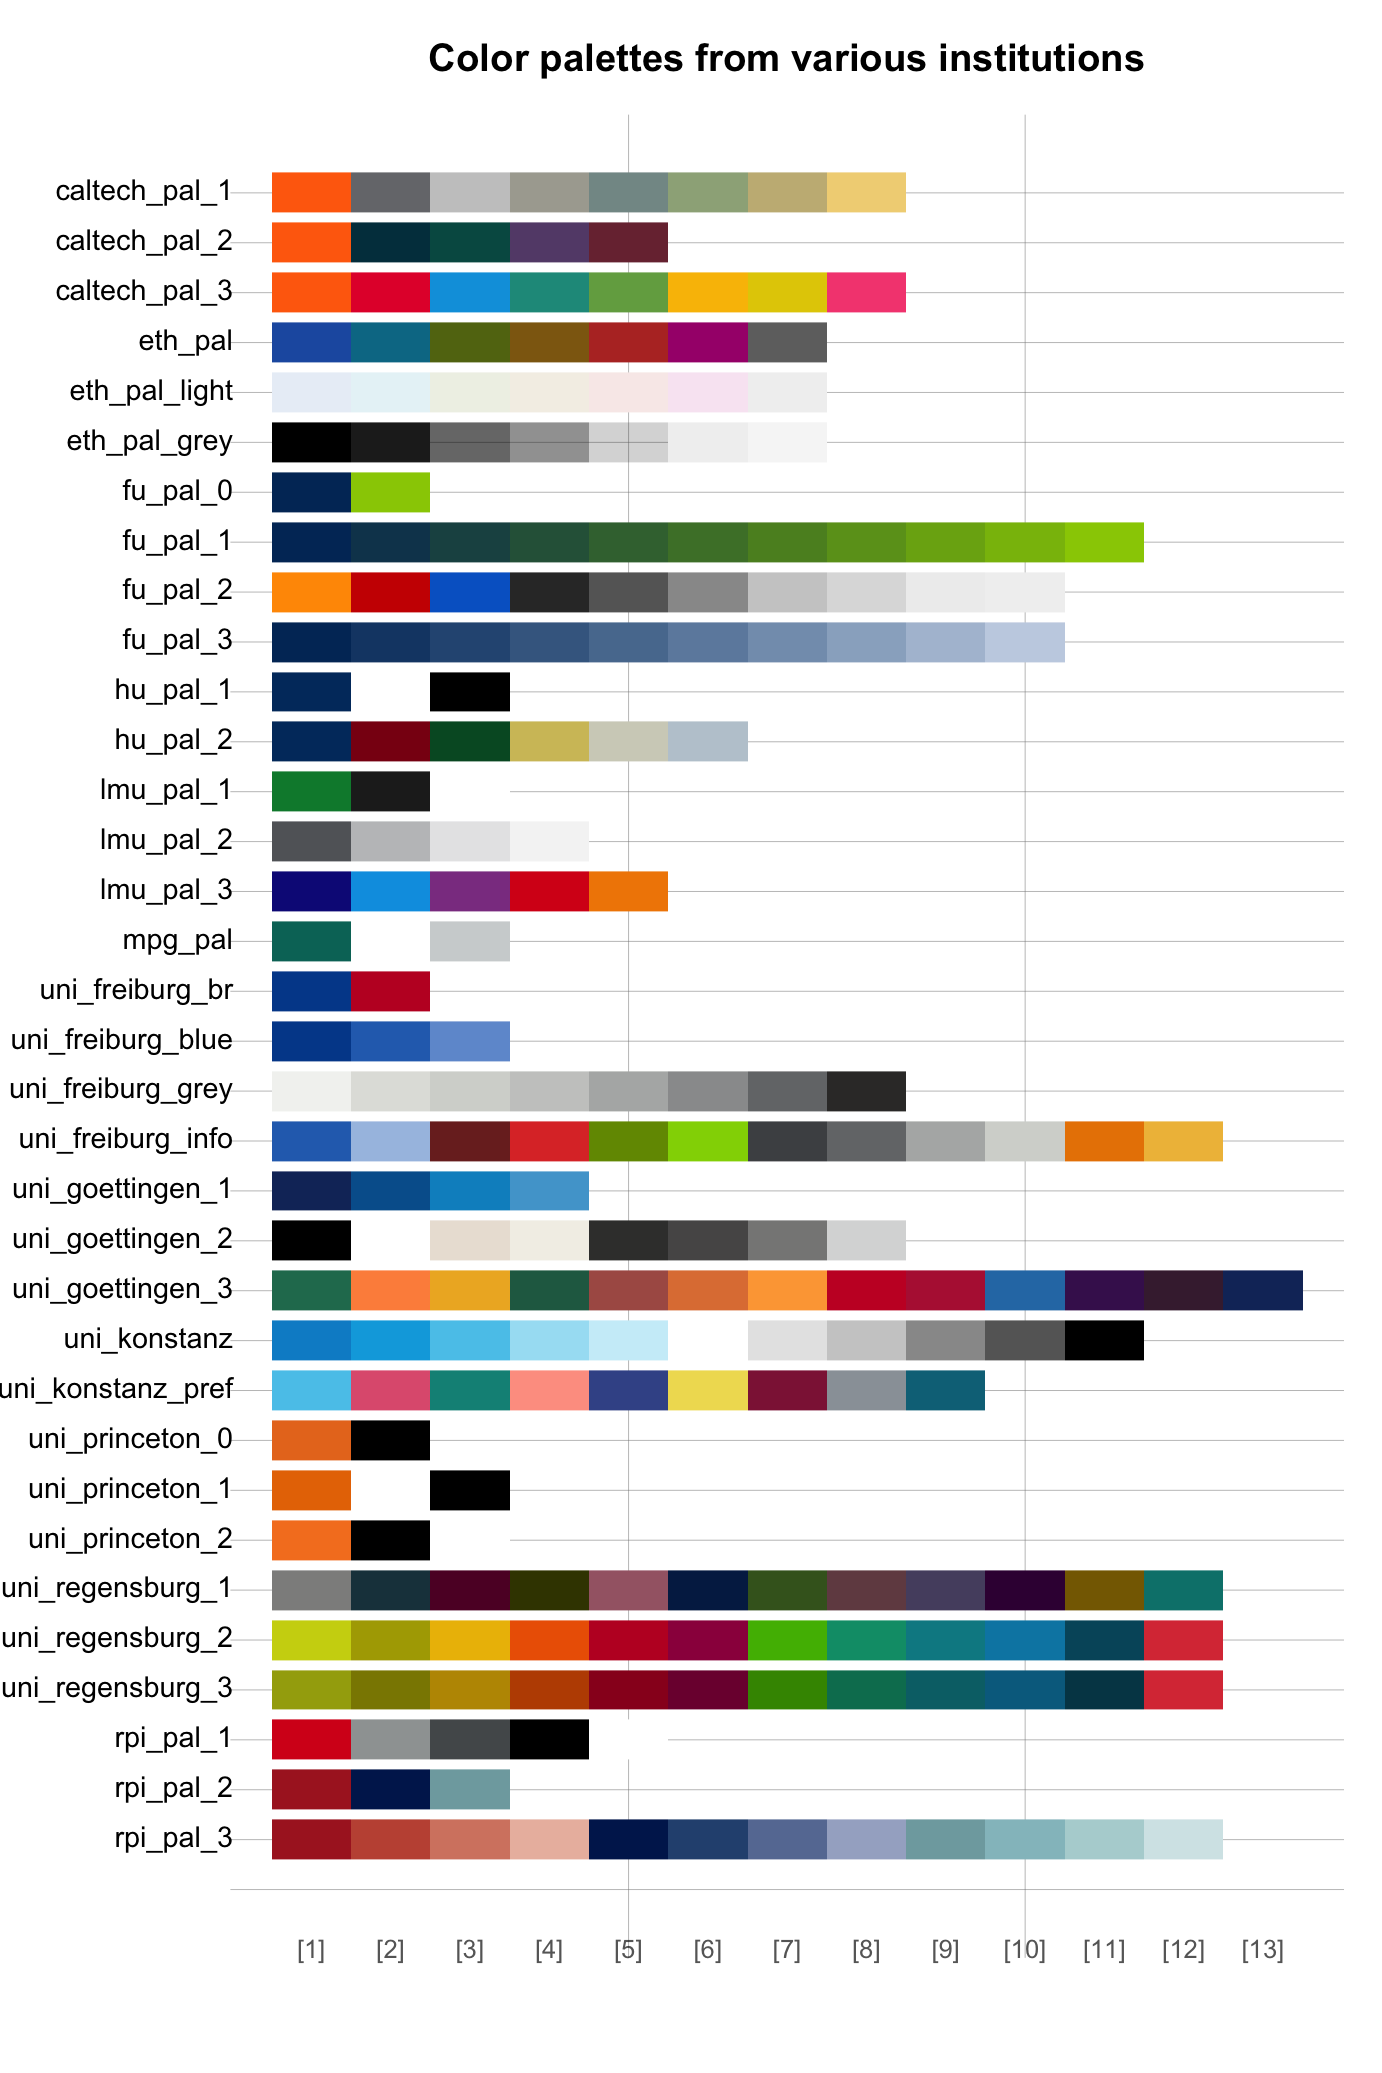 Color palettes from various institutions
caltech_pal_1
caltech_pal_2
caltech_pal_3
eth_pal
eth_pal_light
eth_pal_grey
fu_pal_0
fu_pal_1
fu_pal_2
fu_pal_3
hu_pal_1
hu_pal_2
lmu_pal_1
lmu_pal_2
lmu_pal_3
mpg_pal
uni_freiburg_br
uni_freiburg_blue
uni_freiburg_grey
uni_freiburg_info
uni_goettingen_1
uni_goettingen_2
uni_goettingen_3
uni_konstanz
uni_konstanz_pref
uni_princeton_0
uni_princeton_1
uni_princeton_2
uni_regensburg_1
uni_regensburg_2
uni_regensburg_3
rpi_pal_1
rpi_pal_2
rpi_pal_3
[1] [2] [3] [4] [5] [6] [7] [8] [9] [10] [11] [12] [13]